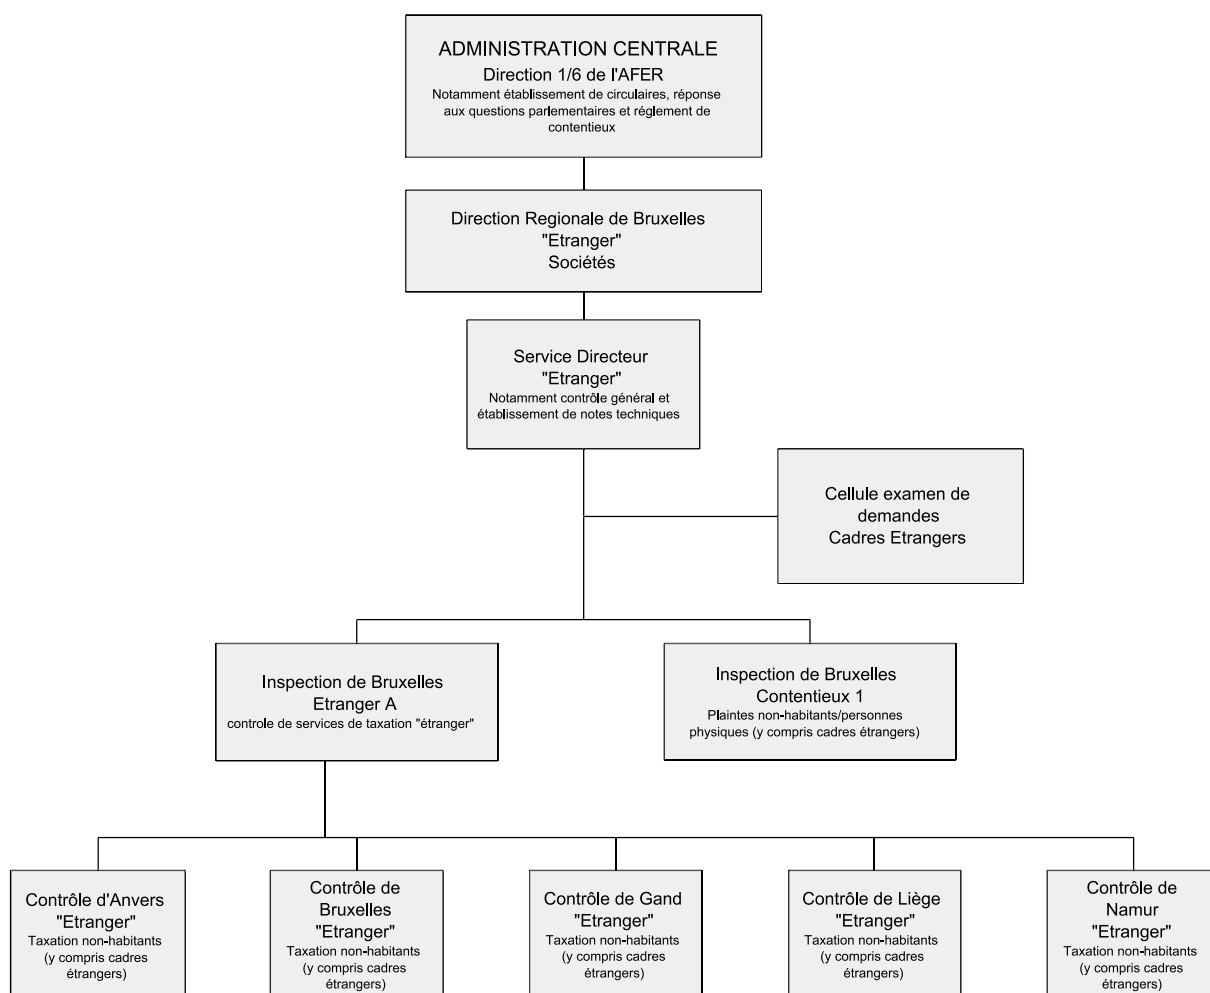 ADMINISTRATION CENTRALE
Direction 1/6 de l'AFER
Notamment établissement de circulaires, réponse
aux questions parlementaires et réglement de
contentieux
Direction Regionale de Bruxelles
"Etranger"
Sociétés
Service Directeur
"Etranger"
Notamment contrôle général et
établissement de notes techniques
Cellule examen de
demandes
Cadres Etrangers
Inspection de Bruxelles
Etranger A
controle de services de taxation "étranger"
Inspection de Bruxelles
Contentieux 1
Plaintes non-habitants/personnes
physiques (y compris cadres étrangers)
Contrôle d'Anvers
"Etranger"
Taxation non-habitants
(y compris cadres
étrangers)
Contrôle de
Bruxelles
"Etranger"
Taxation non-habitants
(y compris cadres
étrangers)
Contrôle de Gand
"Etranger"
Taxation non-habitants
(y compris cadres
étrangers)
Contrôle de Liège
"Etranger"
Taxation non-habitants
(y compris cadres
étrangers)
Contrôle de
Namur
"Etranger"
Taxation non-habitants
(y compris cadres
étrangers)